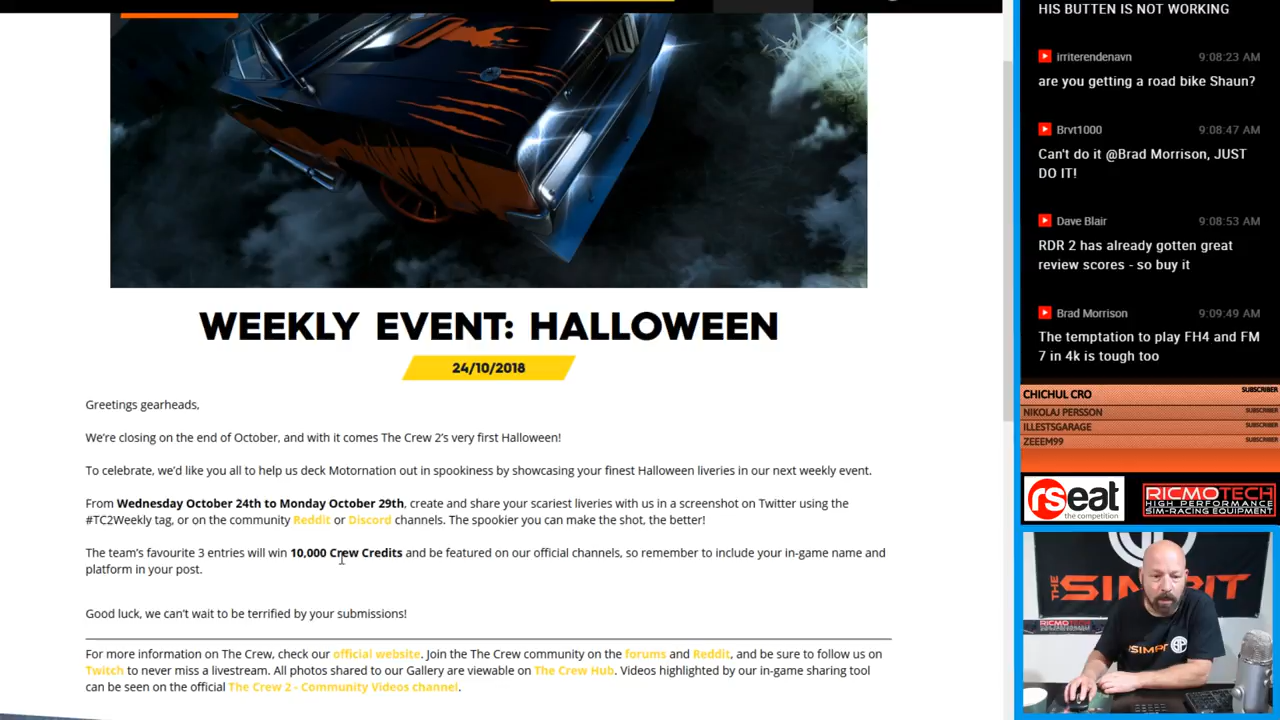 WEEKLY EVENT: HALLOWEEN
24/10/2018
Greetings gearheads,
We're closing on the end of October, and with it comes The Crew 2's very first Halloween!
To celebrate, we'd like you all to help us deck Motornation out in spookiness by showcasing your finest Halloween liveries in our next weekly event.
From Wednesday October 24th to Monday October 29th, create and share your scariest liveries with us in a screenshot on Twitter using the
#TC2Weekly tag, or on the community Reddit or Discord channels. The spookier you can make the shot, the better!
The team's favourite 3 entries will win 10,000 Crew Credits and be featured on our official channels, so remember to include your in-game name and
platform in your post.
Good luck, we can't wait to be terrified by your submissions!
For more information on The Crew, check our official website. Join the The Crew community on the forums and Reddit, and be sure to follow us on
Twitch to never miss a livestream. All photos shared to our Gallery are viewable on The Crew Hub. Videos highlighted by our in-game sharing tool
can be seen on the official The Crew 2 - Community Videos channel.
HIS BUTTEN IS NOT WORKING
irriterendenavn 9:08:23 AM
are you getting a road bike Shaun?
Brvt1000 9:08:47 AM
Can't do it @Brad Morrison, JUST
DO IT!
Dave Blair 9:08:53 AM
RDR 2 has already gotten great
review scores - so buy it
Brad Morrison 9:09:49 AM
The temptation to play FH4 and FM
7 in 4k is tough too
CHICHUL CRO SUBSCRIBER
NIKOLAJ PERSSON SUBSCRIBER
ILLESTSGARAGE SUBSCRIBER
ZEEEM99 SUBSCRIBER
rseat
the competition
RICMOTECH
HIGH PERFORMANCE
SIM-RACING EQUIPMENT
THE SIMPIT